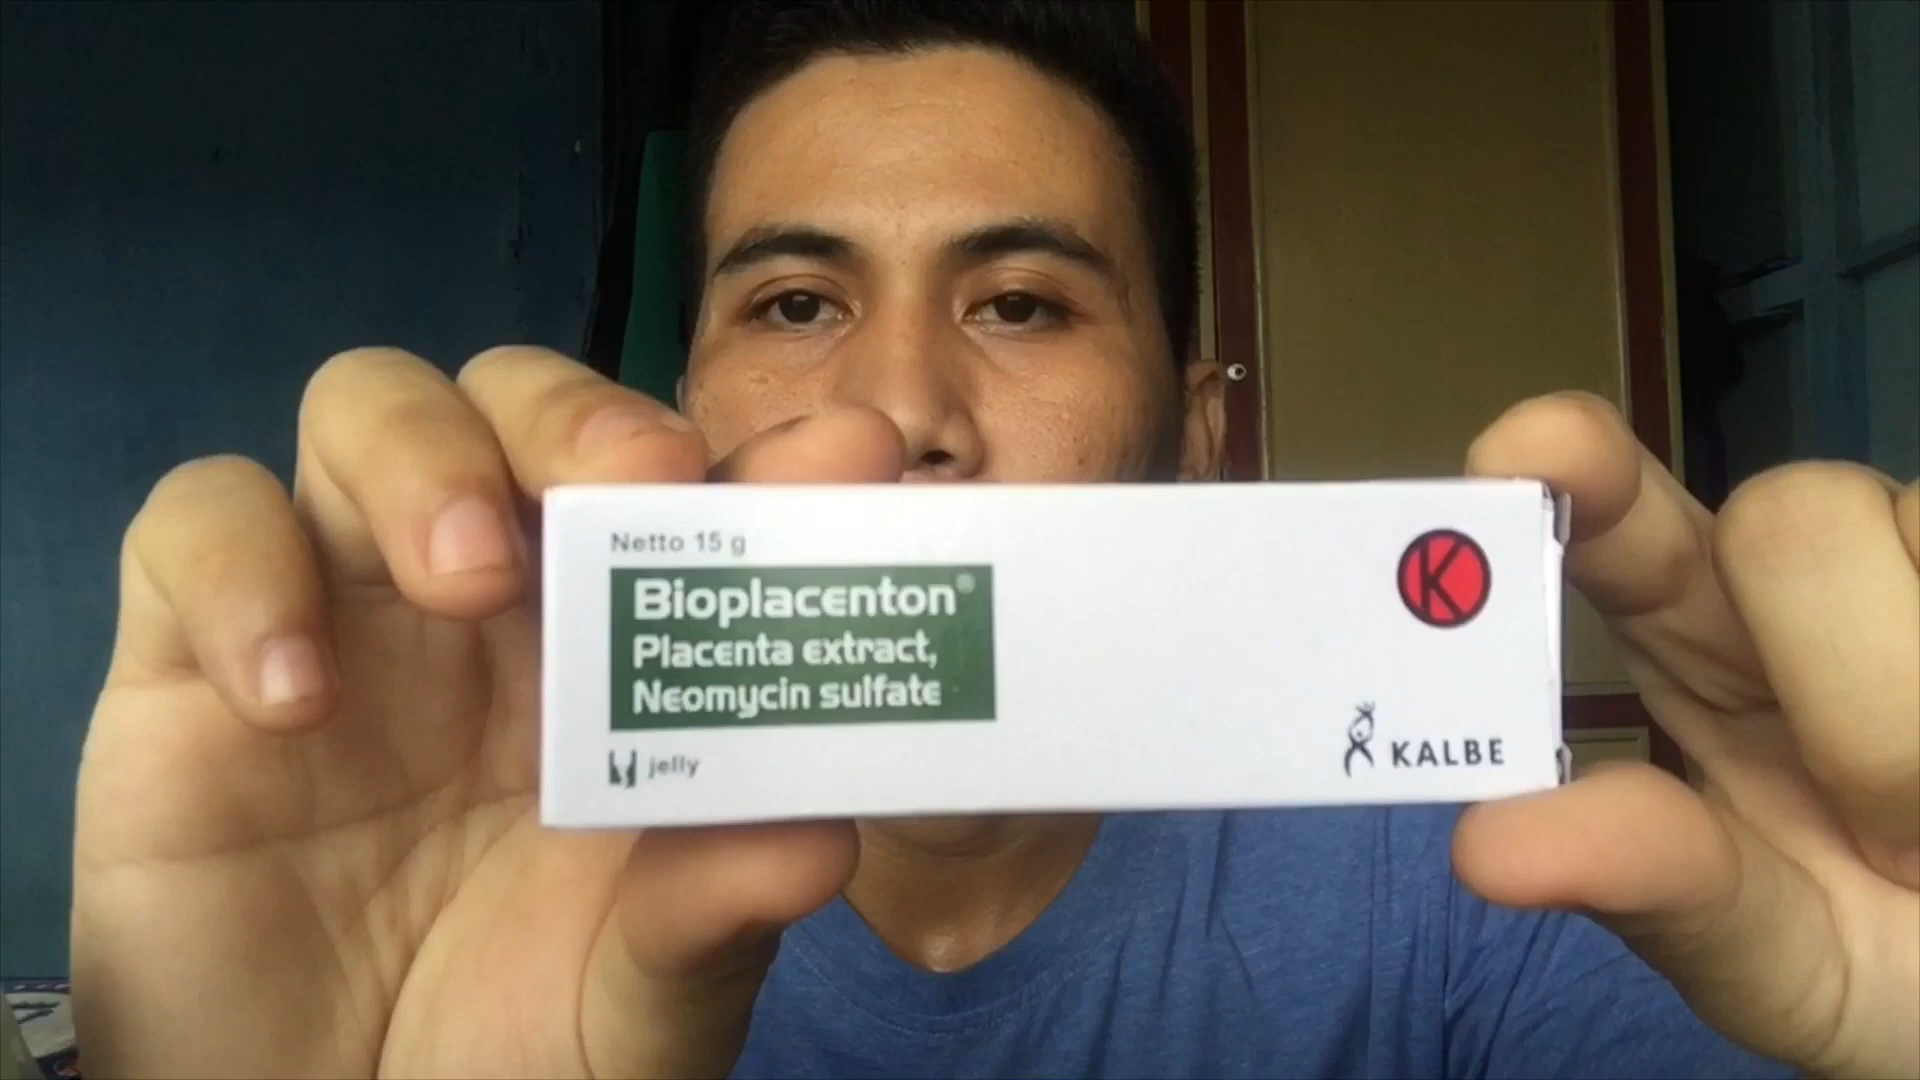 Netto 15 g
Bioplacenton®
Placenta extract,
Neomycin sulfate
jelly
K
KALBE